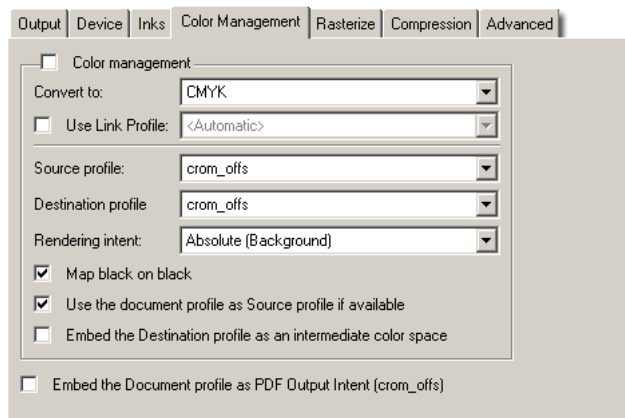 Output Device Inks Color Management Rasterize Compression Advanced
Color management
Convert to: CMYK
Use Link Profile: <Automatic>
Source profile: crom_offs
Destination profile crom_offs
Rendering intent: Absolute (Background)
Map black on black
Use the document profile as Source profile if available
Embed the Destination profile as an intermediate color space
Embed the Document profile as PDF Output Intent (crom_offs)